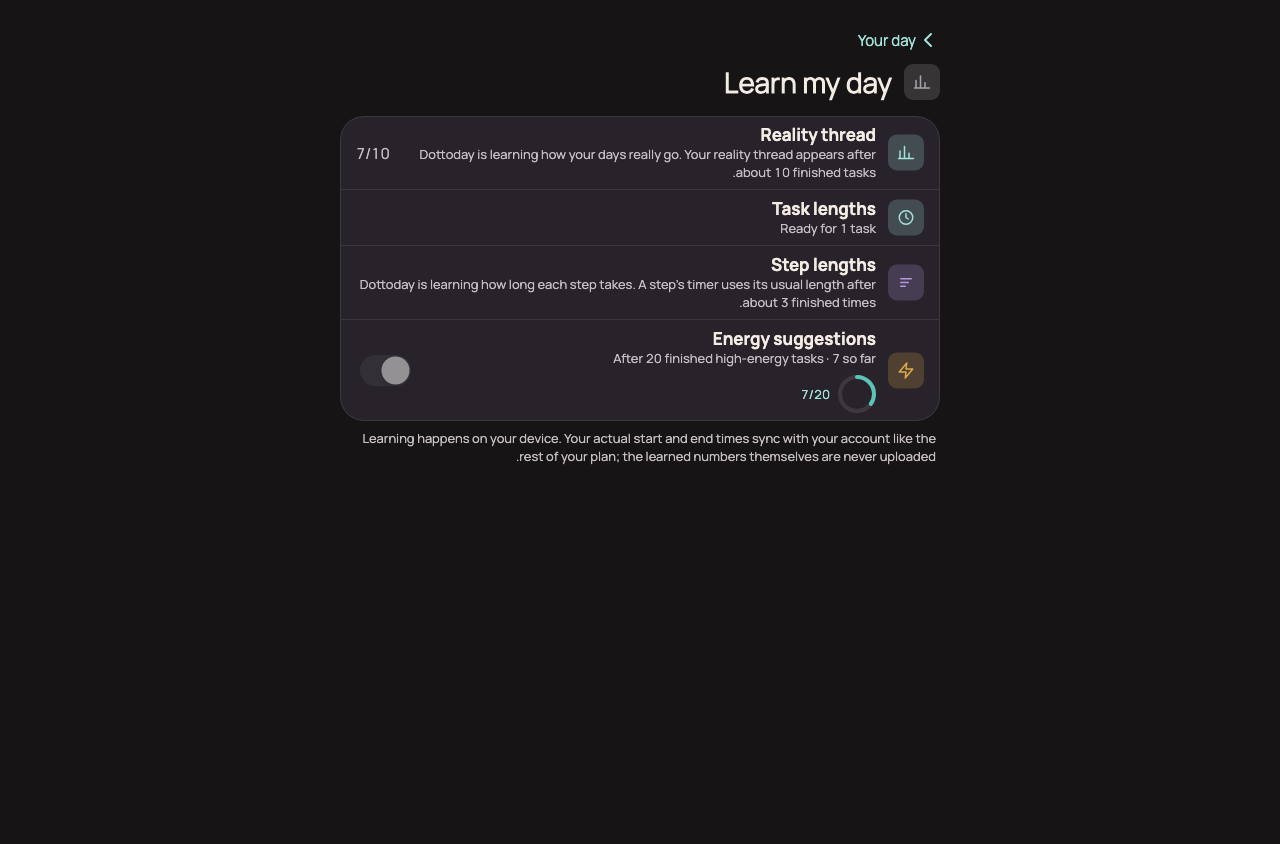 Your day
Learn my day
Reality thread
Dottoday is learning how your days really go. Your reality thread appears after
.about 10 finished tasks
7/10
Task lengths
Ready for 1 task
Step lengths
Dottoday is learning how long each step takes. A step's timer uses its usual length after
.about 3 finished times
Energy suggestions
After 20 finished high-energy tasks · 7 so far
7/20
Learning happens on your device. Your actual start and end times sync with your account like the
.rest of your plan; the learned numbers themselves are never uploaded